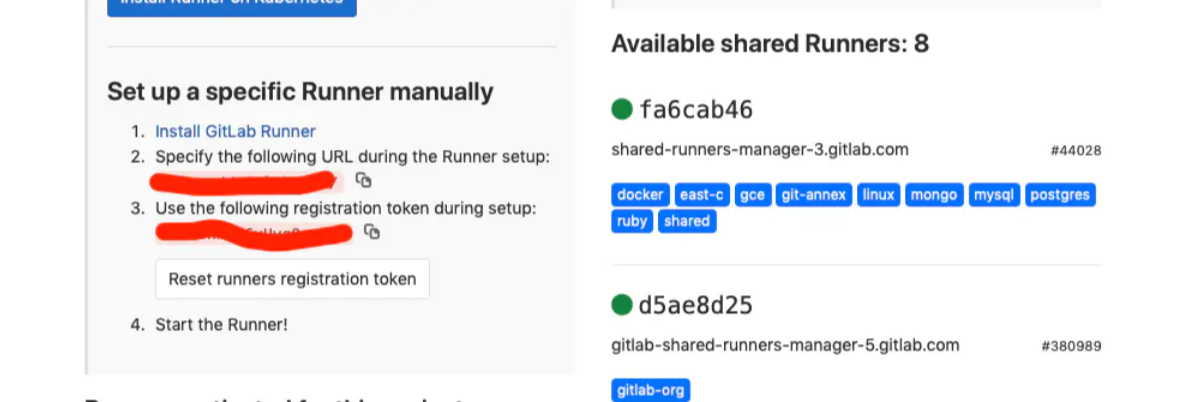 Install Runner on Kubernetes
Set up a specific Runner manually
1. Install GitLab Runner
2. Specify the following URL during the Runner setup:
3. Use the following registration token during setup:
Reset runners registration token
4. Start the Runner!
Available shared Runners: 8
fa6cab46
shared-runners-manager-3.gitlab.com #44028
docker east-c gce git-annex linux mongo mysql postgres
ruby shared
d5ae8d25
gitlab-shared-runners-manager-5.gitlab.com #380989
gitlab-org